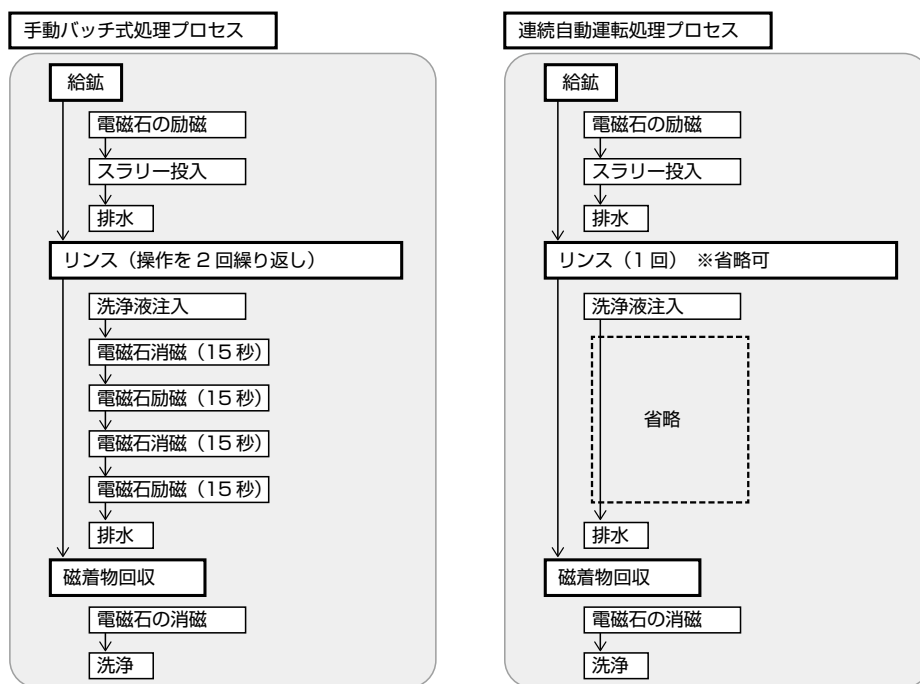 手動バッチ式処理プロセス
給鉱
電磁石の励磁
スラリー投入
排水
リンス（操作を2回繰り返し）
洗浄液注入
電磁石消磁（15秒）
電磁石励磁（15秒）
電磁石消磁（15秒）
電磁石励磁（15秒）
排水
磁着物回収
電磁石の消磁
洗浄
連続自動運転処理プロセス
給鉱
電磁石の励磁
スラリー投入
排水
リンス（1回） ※省略可
洗浄液注入
省略
排水
磁着物回収
電磁石の消磁
洗浄